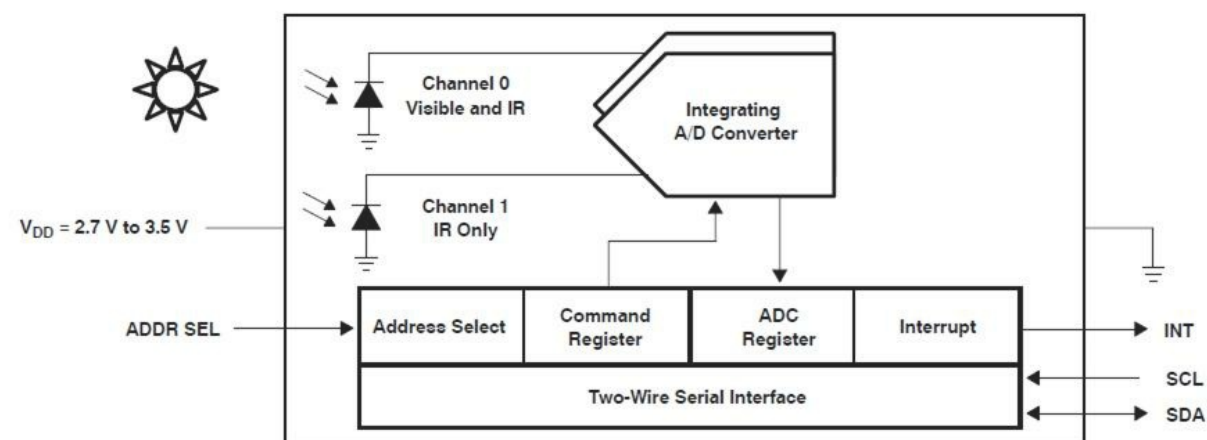 Channel 0
Visible and IR
Integrating
A/D Converter
Channel 1
IR Only
VDD = 2.7 V to 3.5 V
ADDR SEL
Address Select
Command
Register
ADC
Register
Interrupt
INT
Two-Wire Serial Interface
SCL
SDA